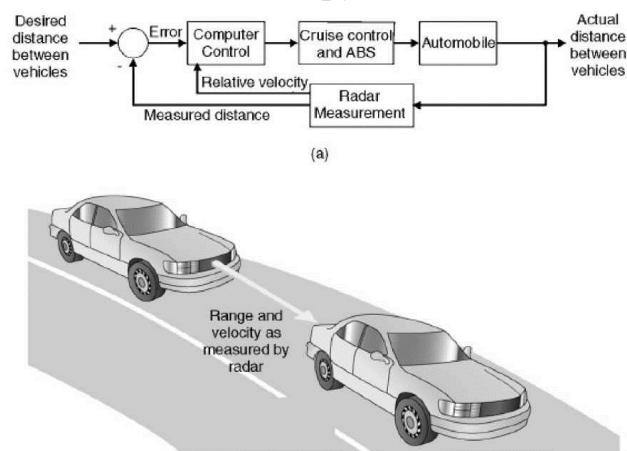 Desired
distance
between
vehicles
+
-
Error
Computer
Control
Cruise control
and ABS
Automobile
Actual
distance
between
vehicles
Relative velocity
Radar
Measurement
Measured distance
(a)
Range and
velocity as
measured by
radar